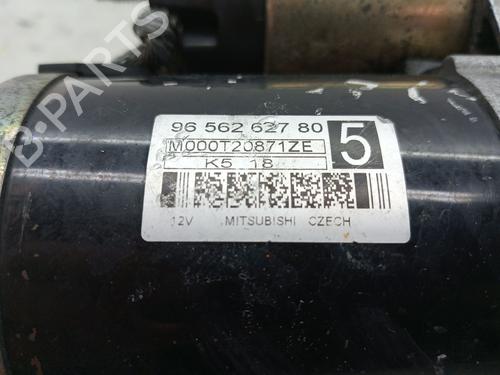 96 562 627 80
5
M000T20871ZE
K5 18
12V MITSUBISHI CZECH
B-PARTS